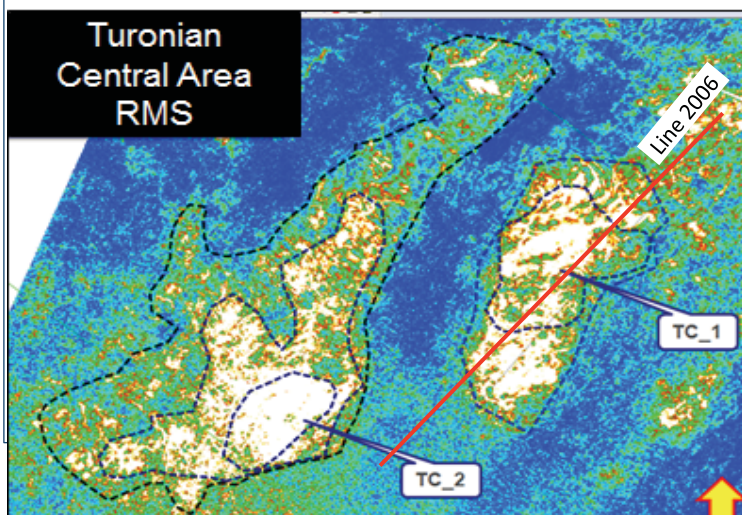 Turonian
Central Area
RMS
Line 2006
TC_1
TC_2